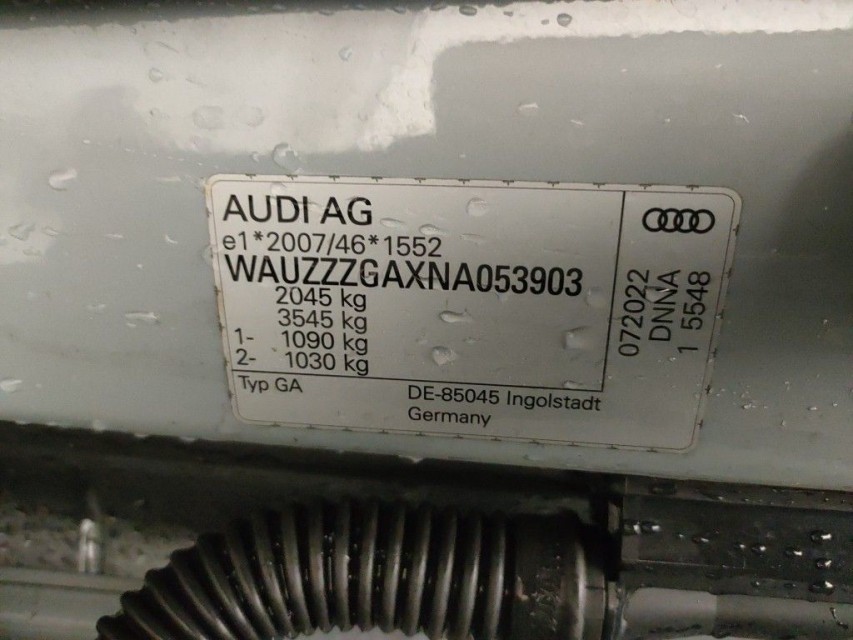 AUDI AG
e1*2007/46*1552
WAUZZZGAXNA053903
2045 kg
3545 kg
1- 1090 kg
2- 1030 kg
Typ GA
DE-85045 Ingolstadt
Germany
072022
DNNA
1 5548